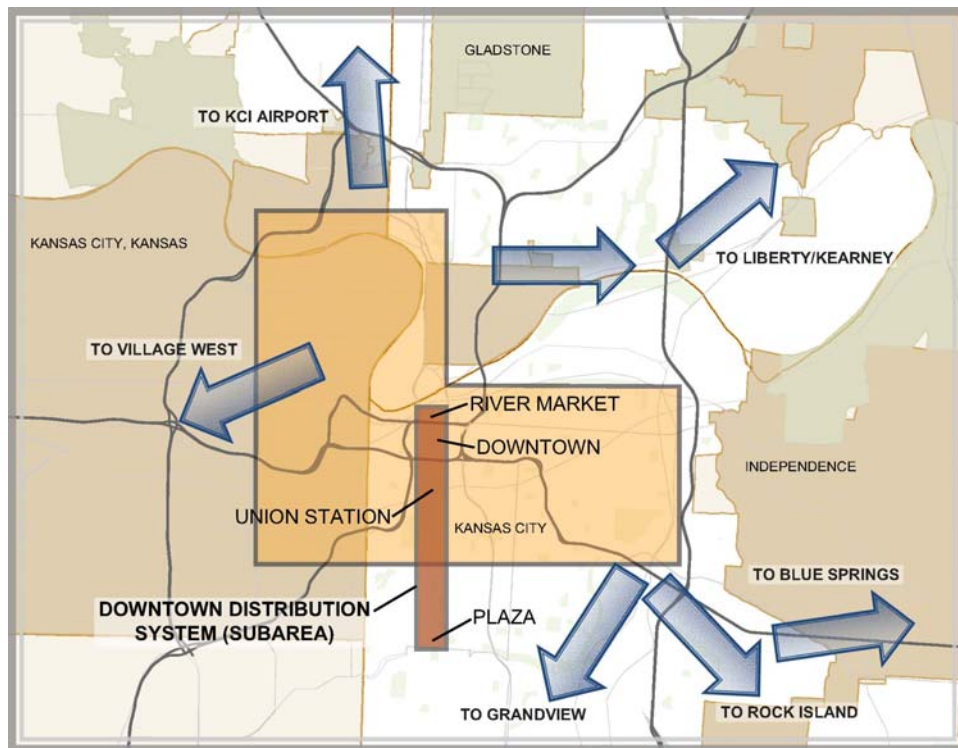 GLADSTONE
TO KCI AIRPORT
KANSAS CITY, KANSAS
TO LIBERTY/KEARNEY
TO VILLAGE WEST
RIVER MARKET
DOWNTOWN
INDEPENDENCE
UNION STATION
KANSAS CITY
TO BLUE SPRINGS
DOWNTOWN DISTRIBUTION
SYSTEM (SUBAREA)
PLAZA
TO GRANDVIEW
TO ROCK ISLAND